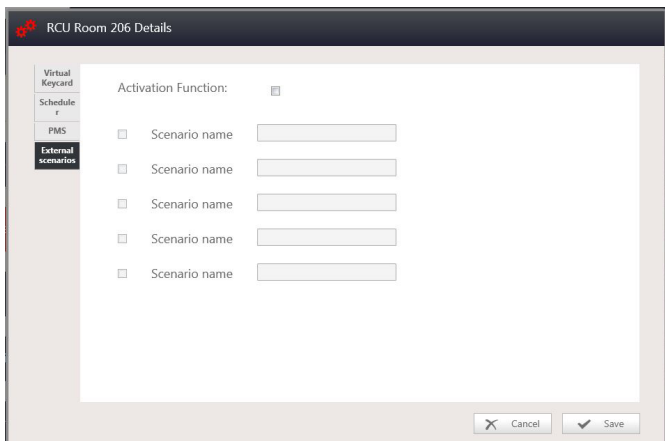 RCU Room 206 Details
Virtual
Keycard
Schedule
r
PMS
External
scenarios
Activation Function:
Scenario name
Scenario name
Scenario name
Scenario name
Scenario name
Cancel
Save